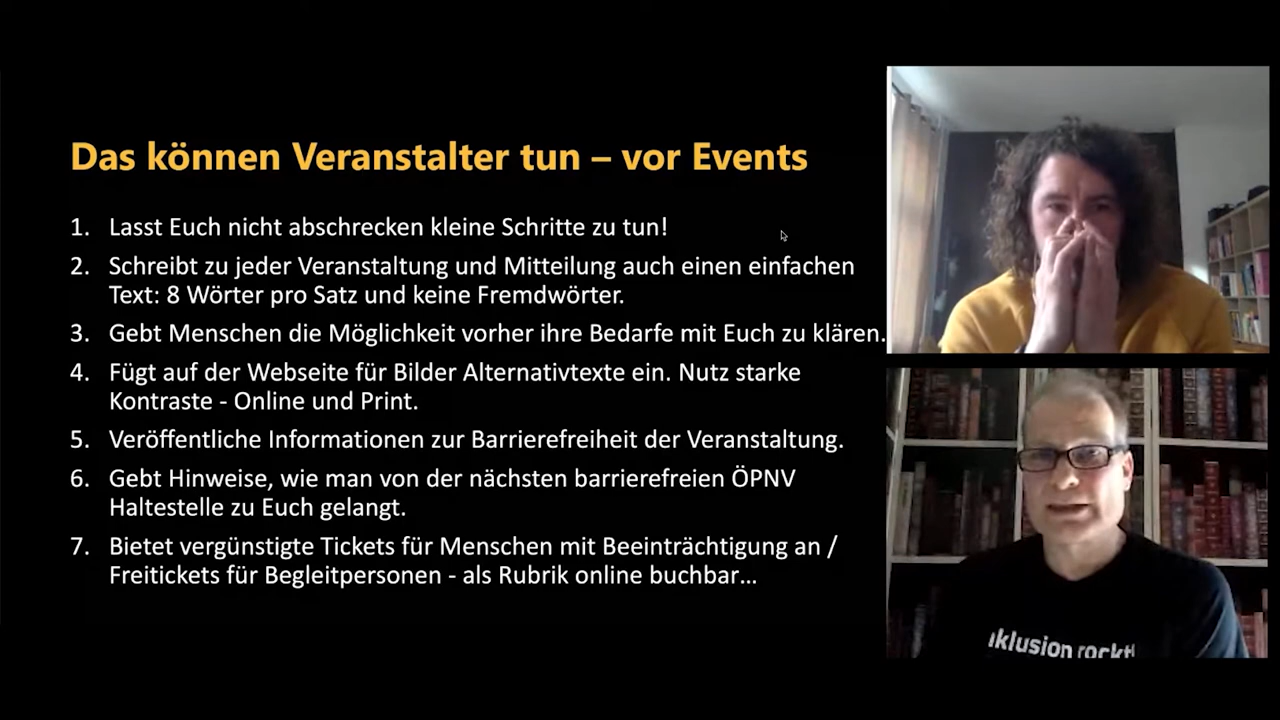 Das können Veranstalter tun – vor Events
1. Lasst Euch nicht abschrecken kleine Schritte zu tun!
2. Schreibt zu jeder Veranstaltung und Mitteilung auch einen einfachen
Text: 8 Wörter pro Satz und keine Fremdwörter.
3. Gebt Menschen die Möglichkeit vorher ihre Bedarfe mit Euch zu klären.
4. Fügt auf der Webseite für Bilder Alternativtexte ein. Nutz starke
Kontraste - Online und Print.
5. Veröffentliche Informationen zur Barrierefreiheit der Veranstaltung.
6. Gebt Hinweise, wie man von der nächsten barrierefreien ÖPNV
Haltestelle zu Euch gelangt.
7. Bietet vergünstigte Tickets für Menschen mit Beeinträchtigung an /
Freitickets für Begleitpersonen - als Rubrik online buchbar...
nklusion rockt!